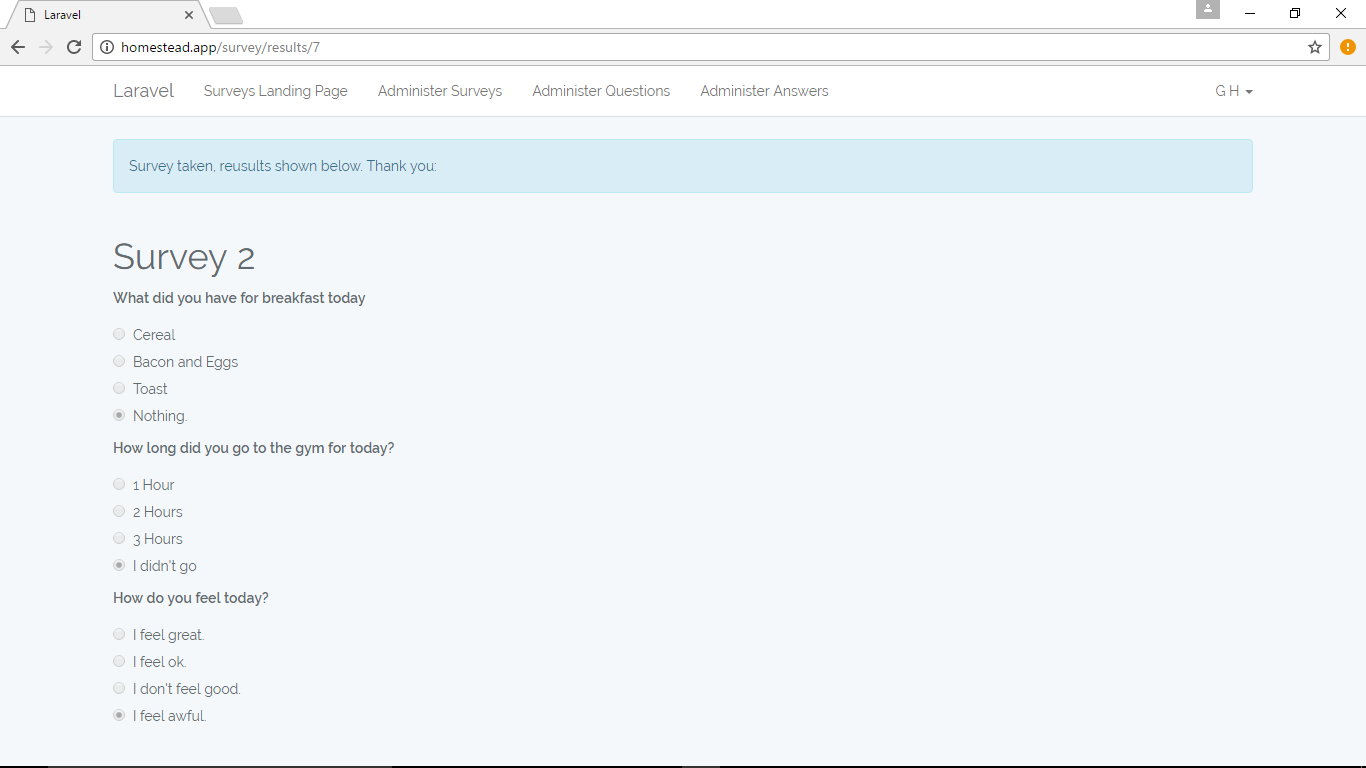 Laravel
homestead.app/survey/results/7
Laravel Surveys Landing Page Administer Surveys Administer Questions Administer Answers G H
Survey taken, reusults shown below. Thank you:
Survey 2
What did you have for breakfast today
Cereal
Bacon and Eggs
Toast
Nothing.
How long did you go to the gym for today?
1 Hour
2 Hours
3 Hours
I didn't go
How do you feel today?
I feel great.
I feel ok.
I don't feel good.
I feel awful.